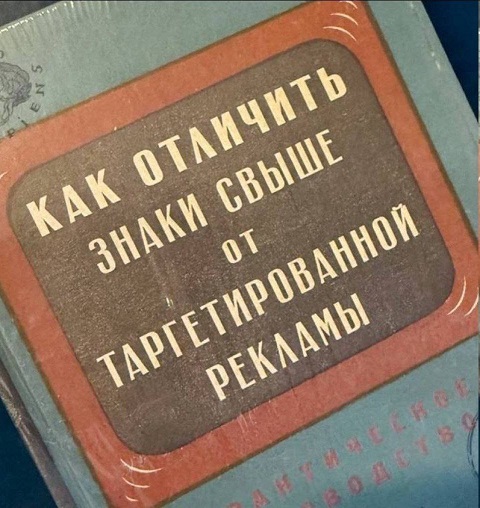 КАК ОТЛИЧИТЬ
ЗНАКИ СВЫШЕ
ОТ
ТАРГЕТИРОВАННОЙ
РЕКЛАМЫ